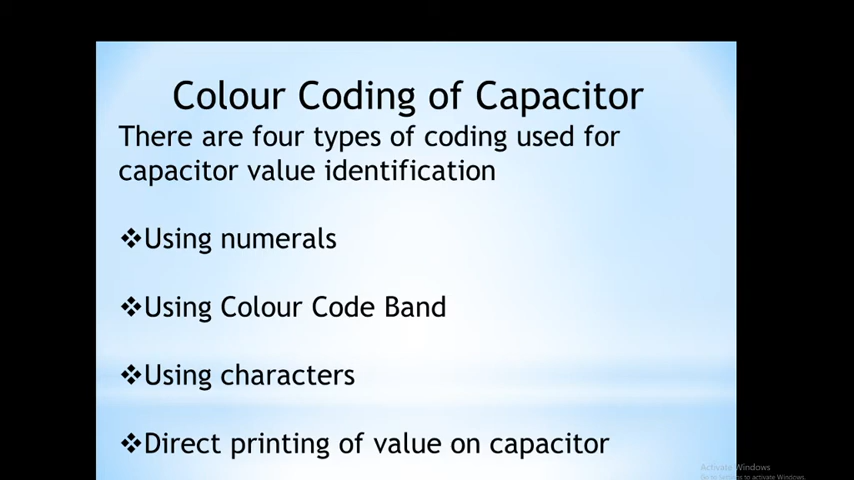 Colour Coding of Capacitor
There are four types of coding used for
capacitor value identification
❖Using numerals
❖Using Colour Code Band
❖Using characters
❖Direct printing of value on capacitor
Activate Windows
Go to Settings to activate Windows.